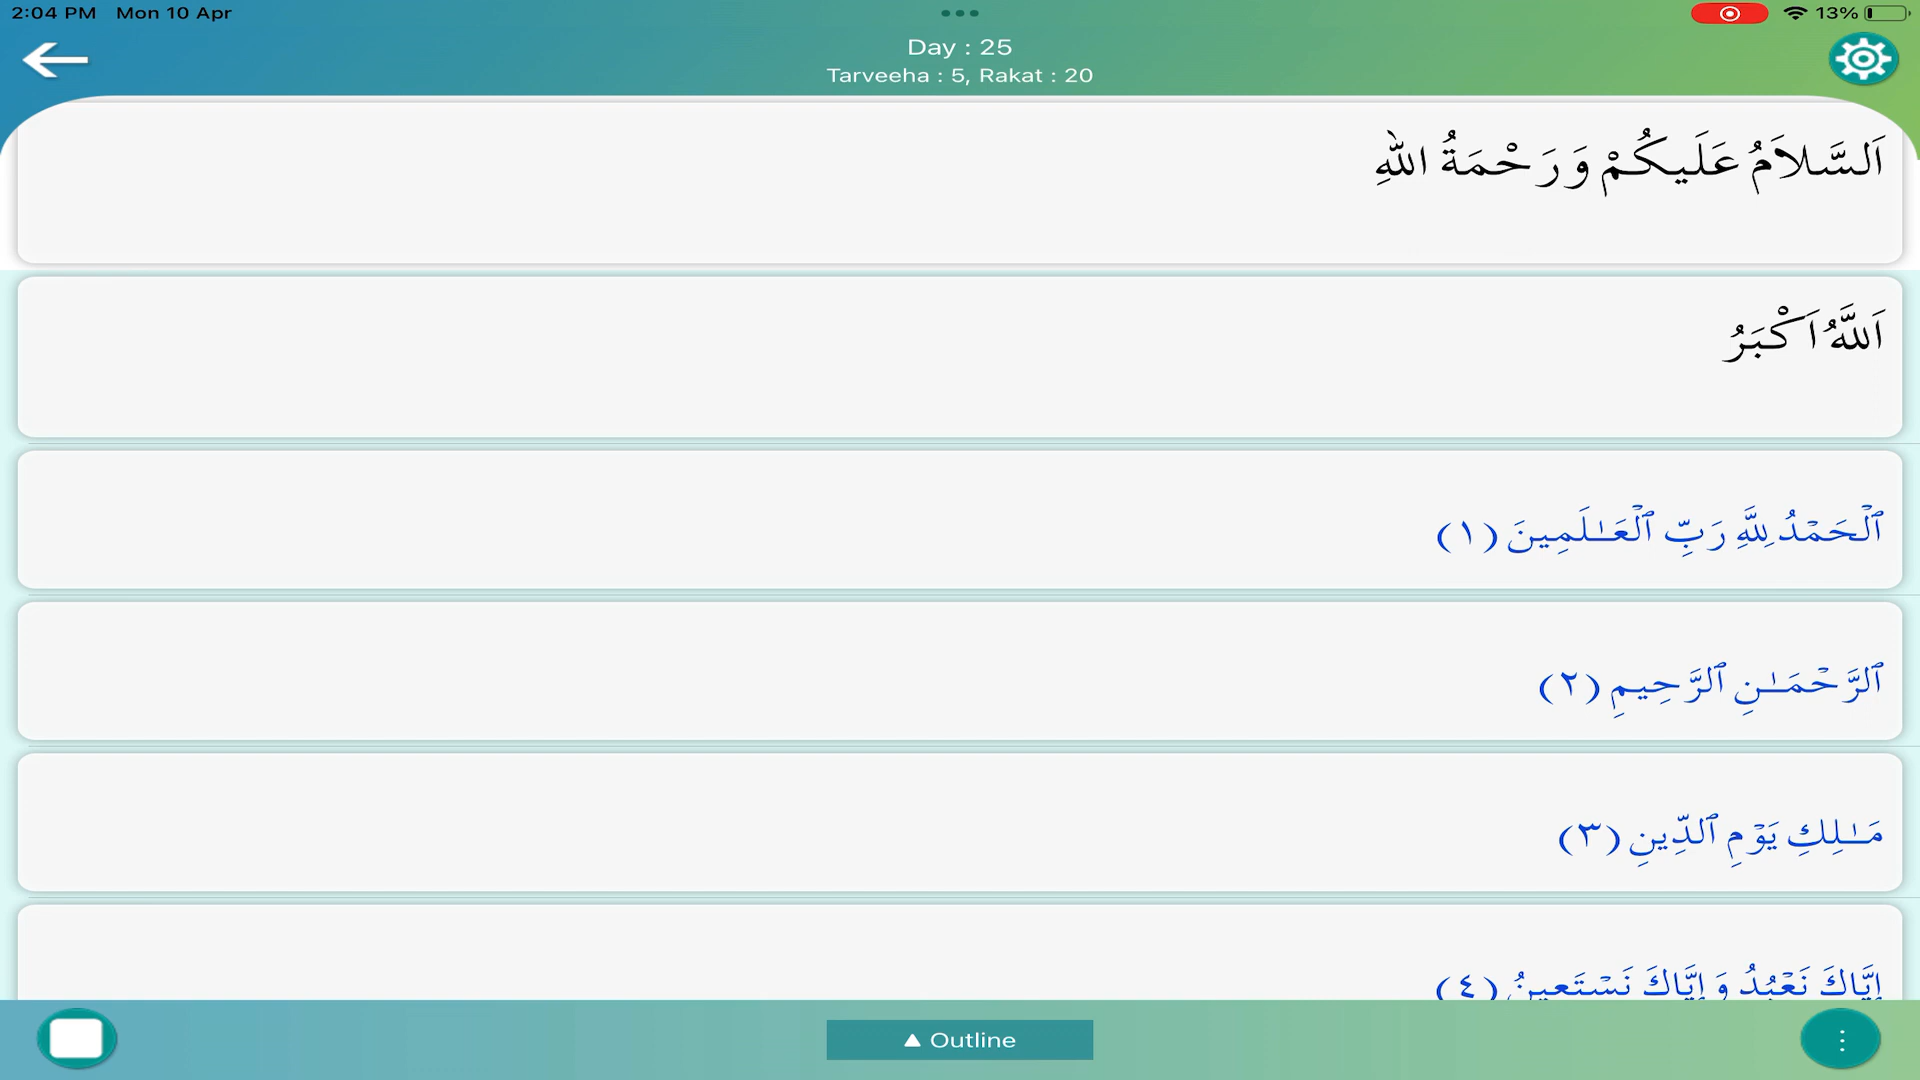 2:04 PM Mon 10 Apr
13%
Day : 25
Tarveeha : 5, Rakat : 20
اَلسَّلاَمُ عَلَيكُمْ وَ رَحْمَةُ اللهِ
اَللَّهُ اَكْبَرُ
ٱلْحَمْدُ لِلَّهِ رَبِّ ٱلْعَـٰلَمِينَ (١)
ٱلرَّحْمَـٰنِ ٱلرَّحِيمِ (٢)
مَـٰلِكِ يَوْمِ ٱلدِّينِ (٣)
إِيَّاكَ نَعْبُدُ وَ إِيَّاكَ نَسْتَعِينُ (٤)
▲ Outline